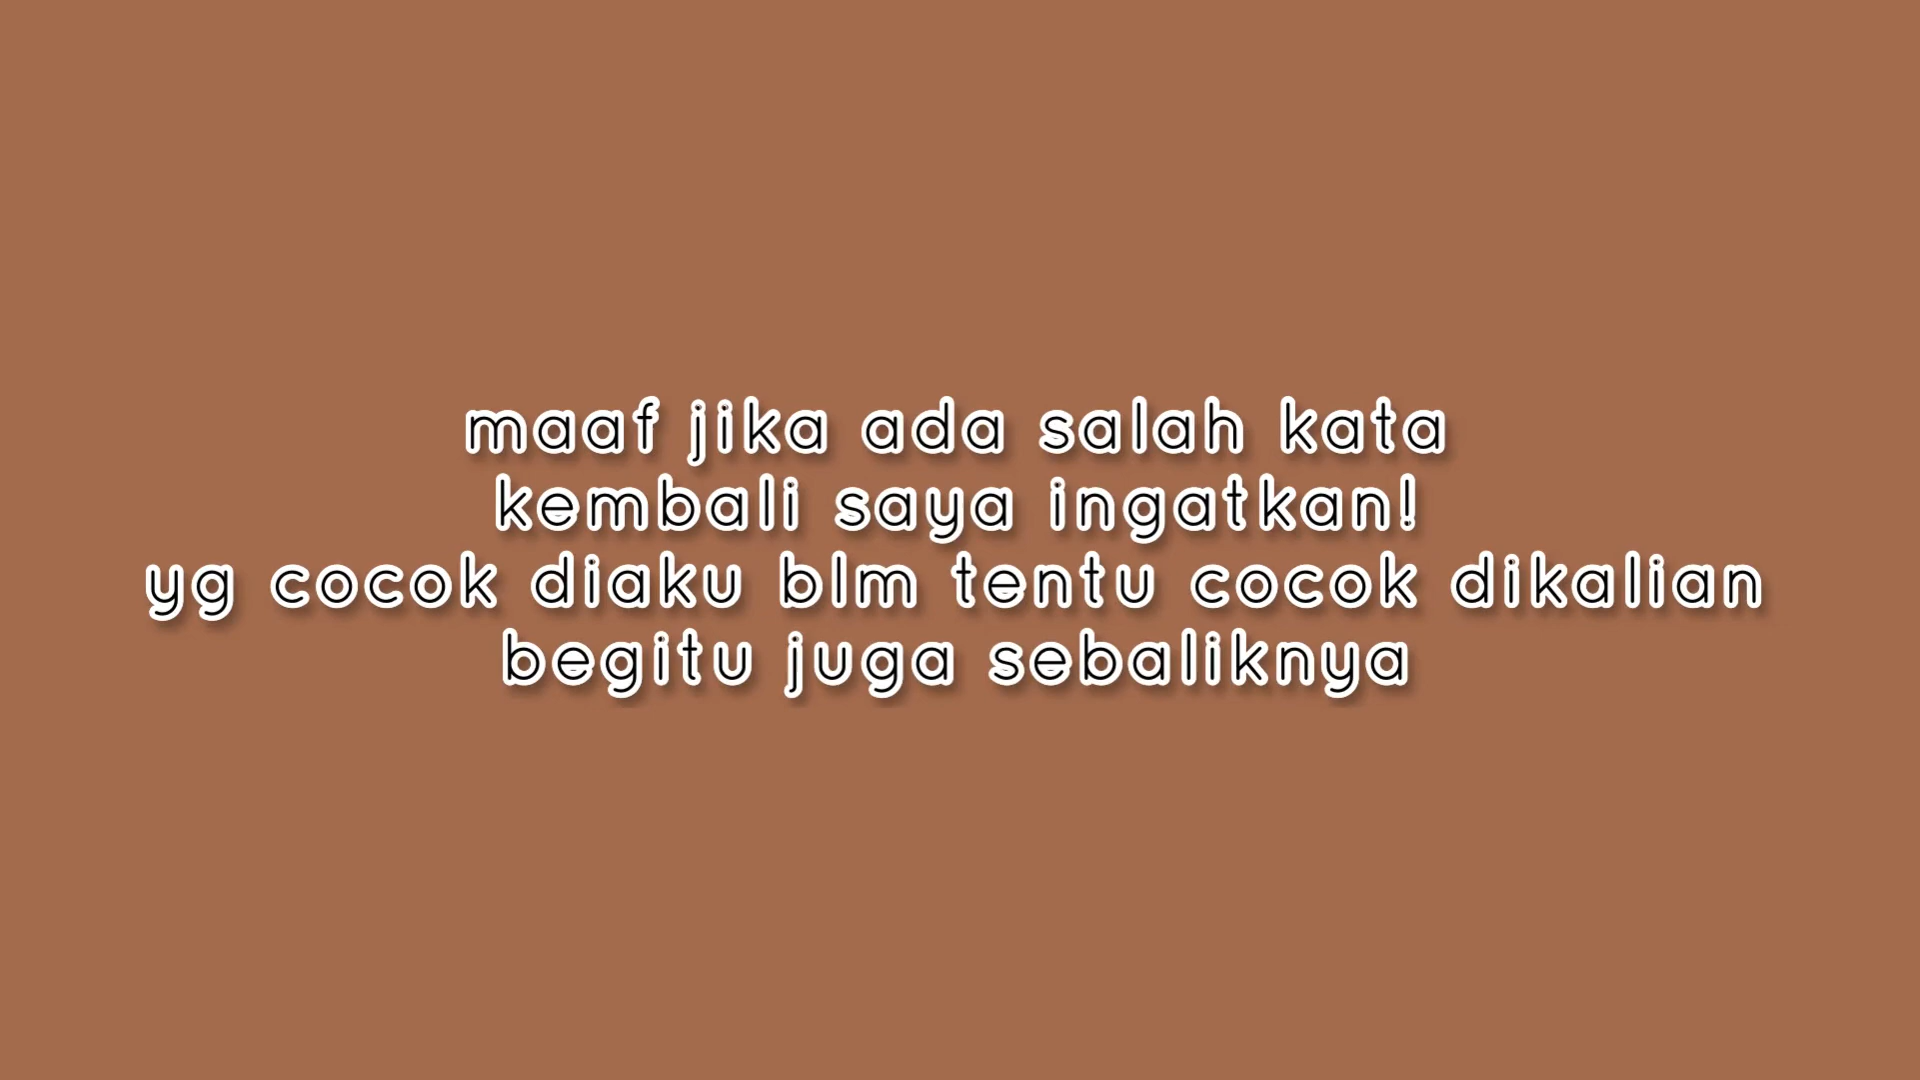 maaf jika ada salah kata
kembali saya ingatkan!
yg cocok diaku blm tentu cocok dikalian
begitu juga sebaliknya